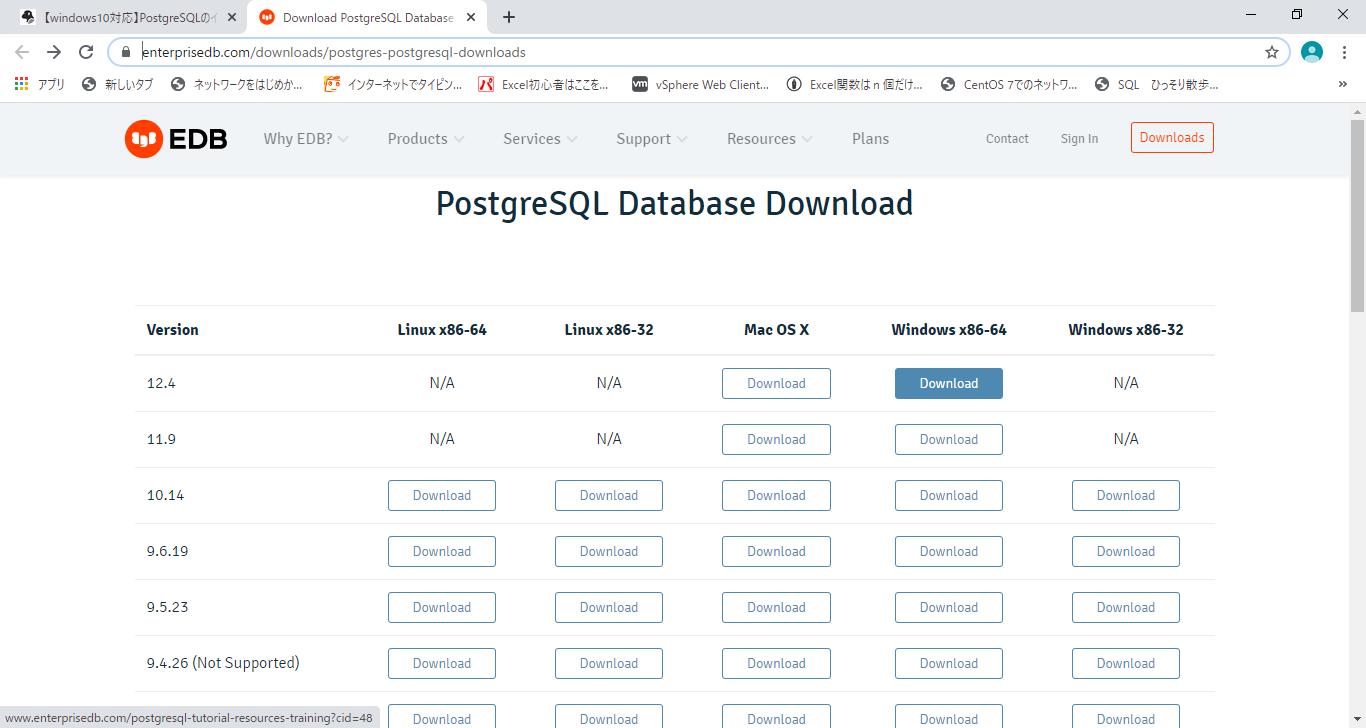 【windows10対応】PostgreSQLの
Download PostgreSQL Database
enterprisedb.com/downloads/postgres-postgresql-downloads
アプリ 新しいタブ ネットワークをはじめか... インターネットでタイピン... Excel初心者はここを... vm vSphere Web Client... Excel関数は n 個だけ... CentOS 7でのネットワ... SQL ひっそり散歩... »
EDB Why EDB? Products Services Support Resources Plans Contact Sign In Downloads
PostgreSQL Database Download
Version Linux x86-64 Linux x86-32 Mac OS X Windows x86-64 Windows x86-32
12.4 N/A N/A Download Download N/A
11.9 N/A N/A Download Download N/A
10.14 Download Download Download Download Download
9.6.19 Download Download Download Download Download
9.5.23 Download Download Download Download Download
9.4.26 (Not Supported) Download Download Download Download Download
Download Download Download Download Download
www.enterprisedb.com/postgresql-tutorial-resources-training?cid=48